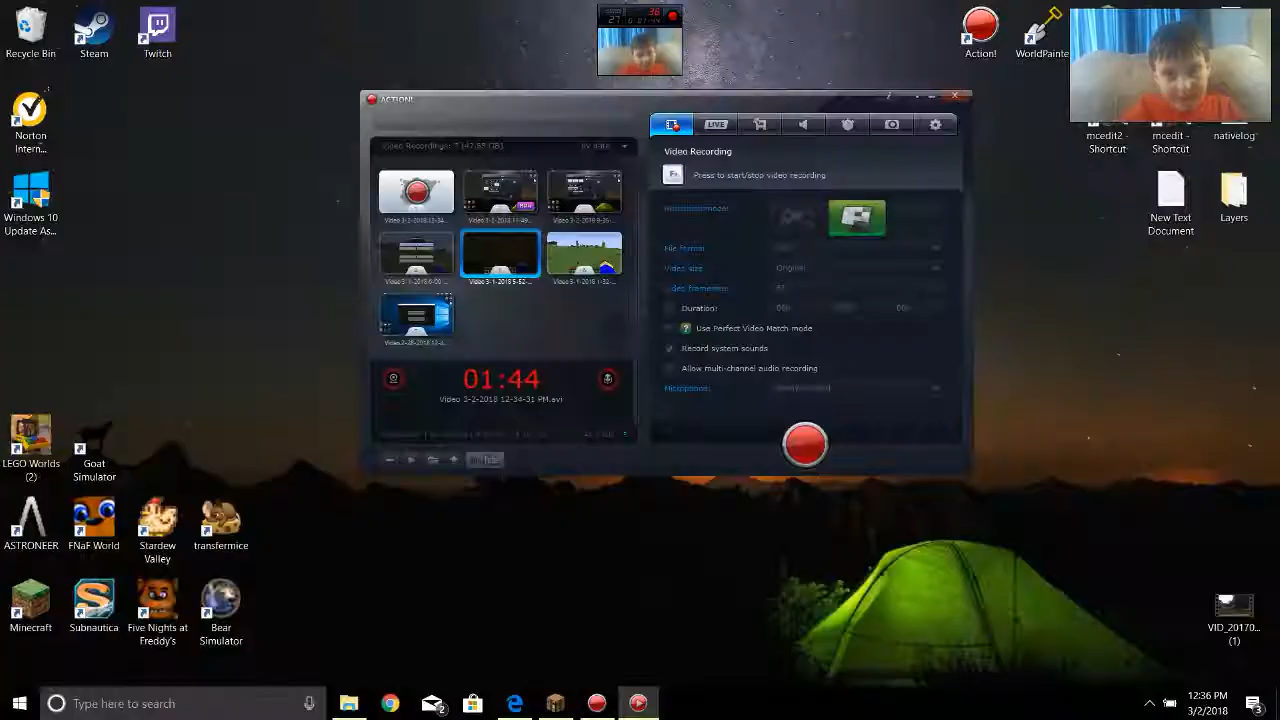 Recycle Bin
Steam
Twitch
Action!
WorldPainte
Norton
Intern...
Windows 10
Update As...
mcedit2 -
Shortcut
mcedit -
Shortcut
nativelog
New Text
Document
Layers
ACTION!
LIVE
Video Recording
Press to start/stop video recording
File format
Video size
Original
Duration:
Use Perfect Video Match mode
Record system sounds
Allow multi-channel audio recording
Microphone:
01:44
Video 3-2-2018 12-34-31 PM.avi
LEGO Worlds
(2)
Goat
Simulator
ASTRONEER
FNaF World
Stardew
Valley
transfermice
Minecraft
Subnautica
Five Nights at
Freddy's
Bear
Simulator
VID_20170...
(1)
Type here to search
12:36 PM
3/2/2018